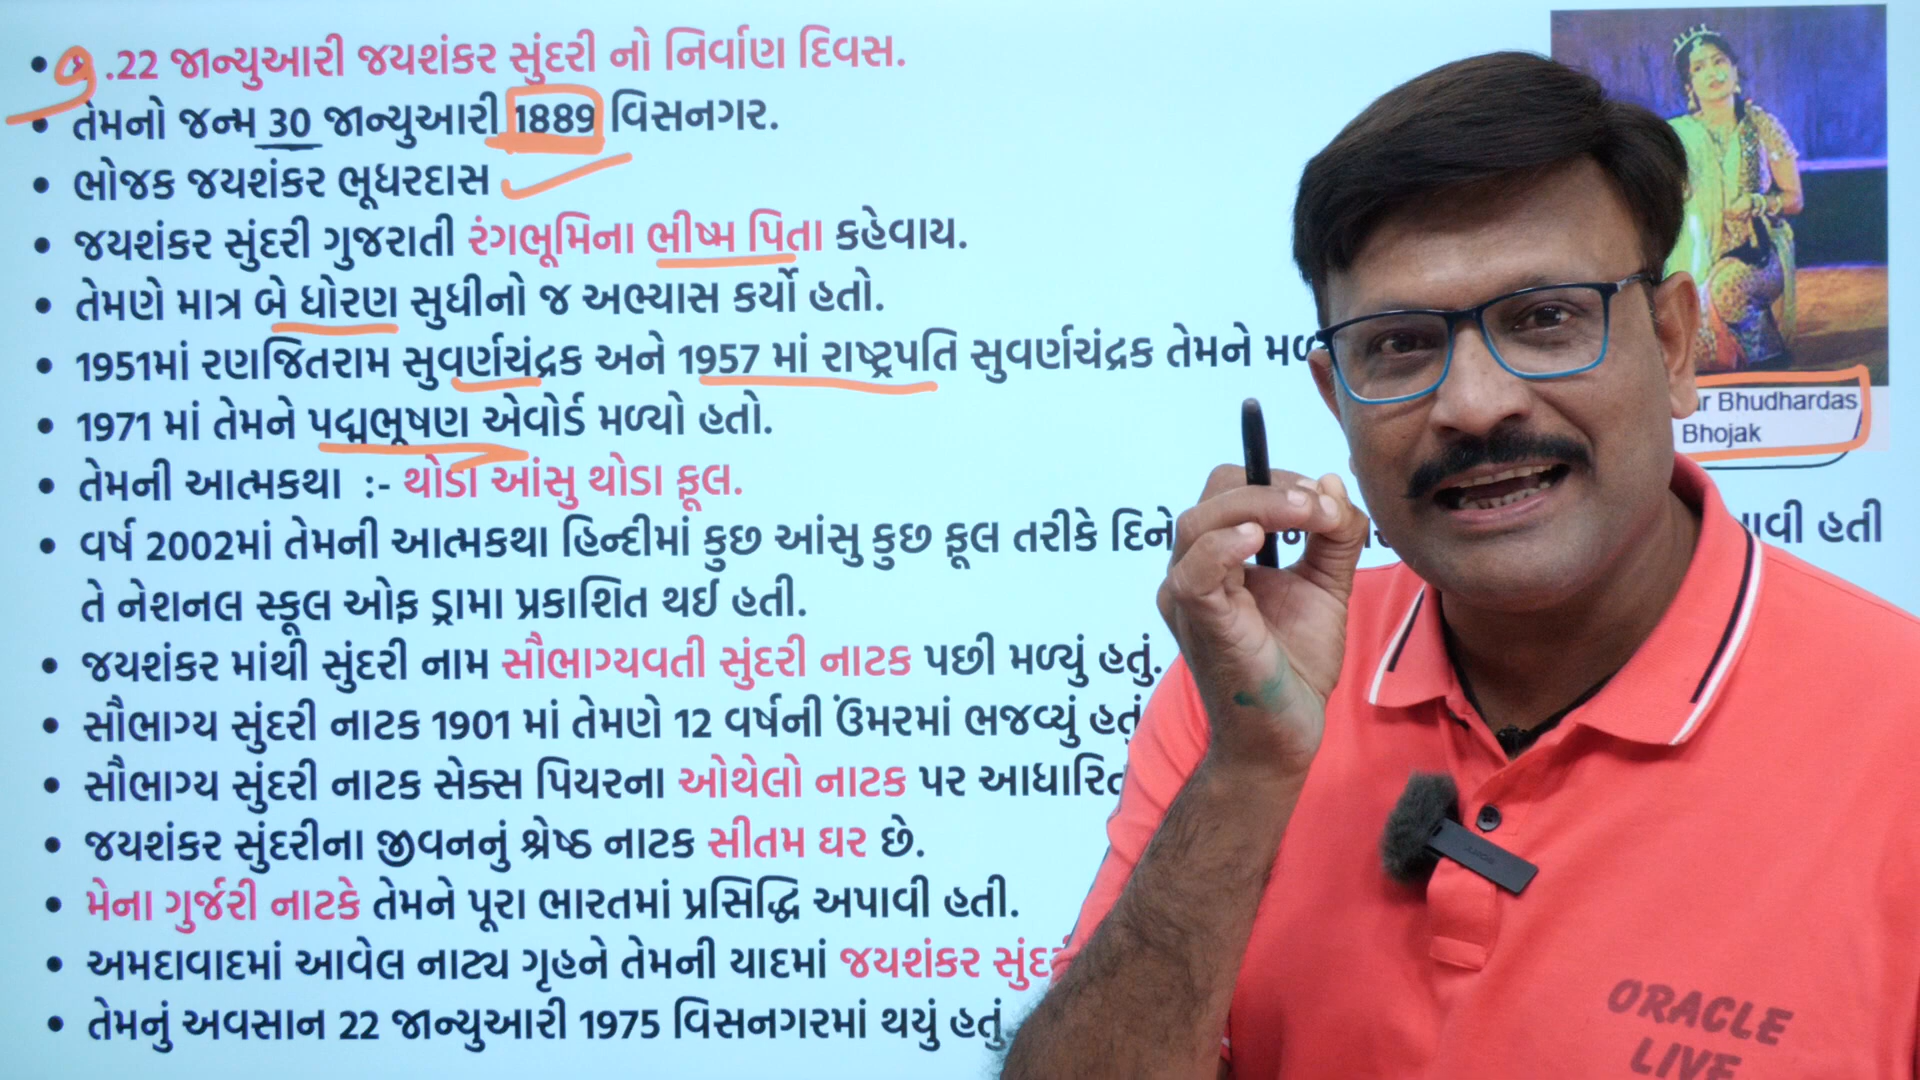 .22 જાન્યુઆરી જયશંકર સુંદરી નો નિર્વાણ દિવસ.
તેમનો જન્મ 30 જાન્યુઆરી 1889 વિસનગર.
ભોજક જયશંકર ભૂધરદાસ
જયશંકર સુંદરી ગુજરાતી રંગભૂમિના ભીષ્મ પિતા કહેવાય.
તેમણે માત્ર બે ધોરણ સુધીનો જ અભ્યાસ કર્યો હતો.
1951માં રણજિતરામ સુવર્ણચંદ્રક અને 1957 માં રાષ્ટ્રપતિ સુવર્ણચંદ્રક તેમને
1971 માં તેમને પદ્મભૂષણ એવોર્ડ મળ્યો હતો.
તેમની આત્મકથા :- થોડા આંસુ થોડા ફૂલ.
વર્ષ 2002માં તેમની આત્મકથા હિન્દીમાં કુછ આંસુ કુછ ફૂલ તરીકે હતી
તે નેશનલ સ્કૂલ ઓફ ડ્રામા પ્રકાશિત થઈ હતી.
જયશંકર માંથી સુંદરી નામ સૌભાગ્યવતી સુંદરી નાટક પછી મળ્યું હતું.
સૌભાગ્ય સુંદરી નાટક 1901 માં તેમણે 12 વર્ષની ઉંમરમાં ભજવ્યું હતું
સૌભાગ્ય સુંદરી નાટક સેક્સ પિયરના ઓથેલો નાટક પર
જયશંકર સુંદરીના જીવનનું શ્રેષ્ઠ નાટક સીતમ ઘર છે.
મેના ગુર્જરી નાટકે તેમને પૂરા ભારતમાં પ્રસિદ્ધિ અપાવી હતી.
અમદાવાદમાં આવેલ નાટ્ય ગૃહને તેમની યાદમાં જયશંકર
તેમનું અવસાન 22 જાન્યુઆરી 1975 વિસનગરમાં થયું હતું
Bhudhardas
Bhojak
ORACLE
LIVE